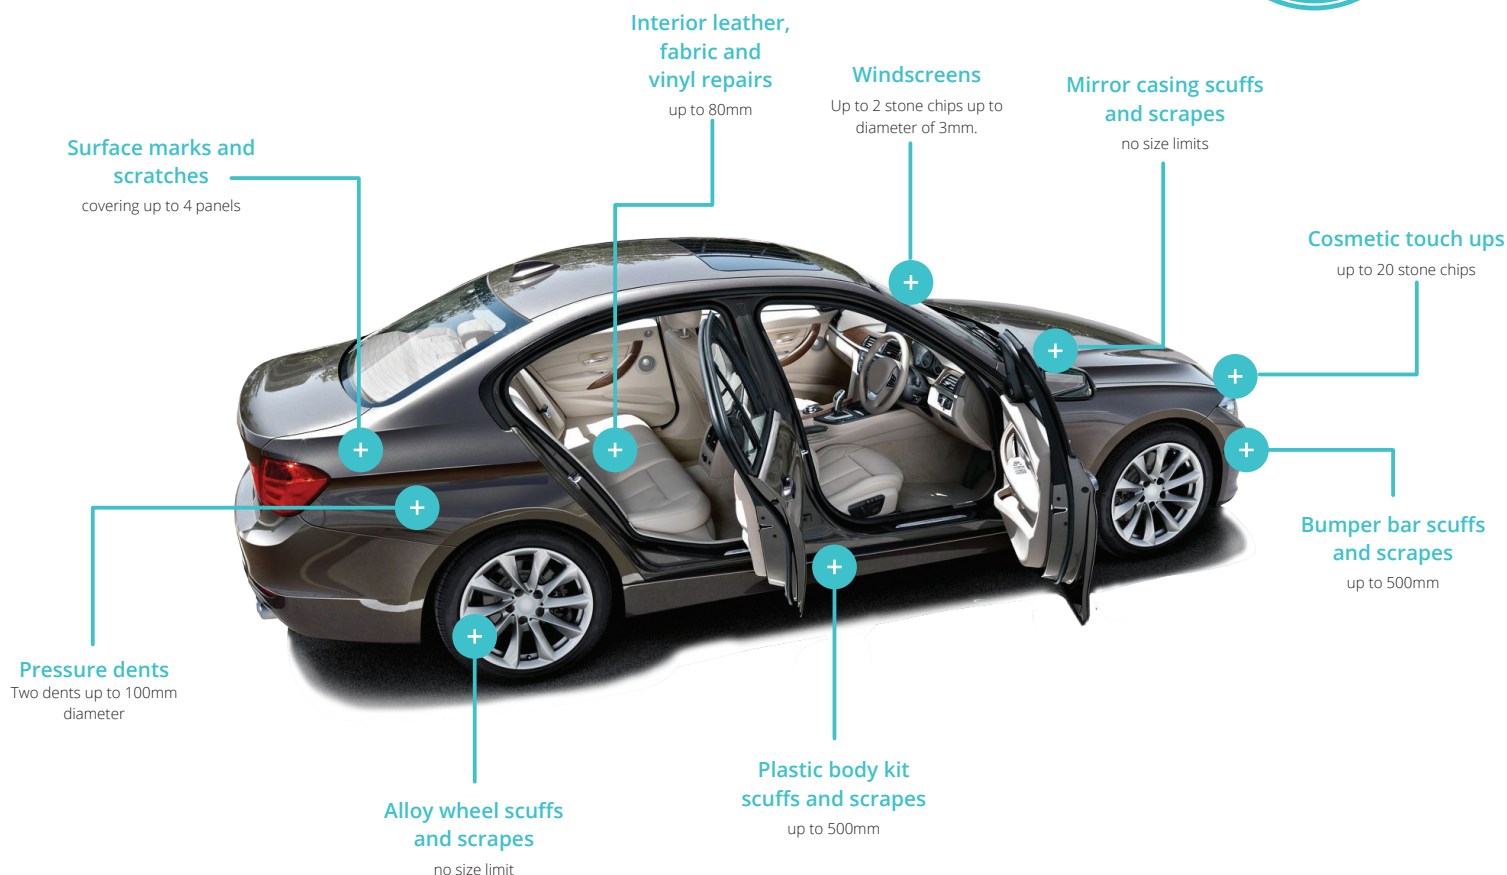 Interior leather,
fabric and
vinyl repairs
up to 80mm
Windscreens
Up to 2 stone chips up to
diameter of 3mm.
Mirror casing scuffs
and scrapes
no size limits
Surface marks and
scratches
covering up to 4 panels
Cosmetic touch ups
up to 20 stone chips
Bumper bar scuffs
and scrapes
up to 500mm
Pressure dents
Two dents up to 100mm
diameter
Plastic body kit
scuffs and scrapes
up to 500mm
Alloy wheel scuffs
and scrapes
no size limit